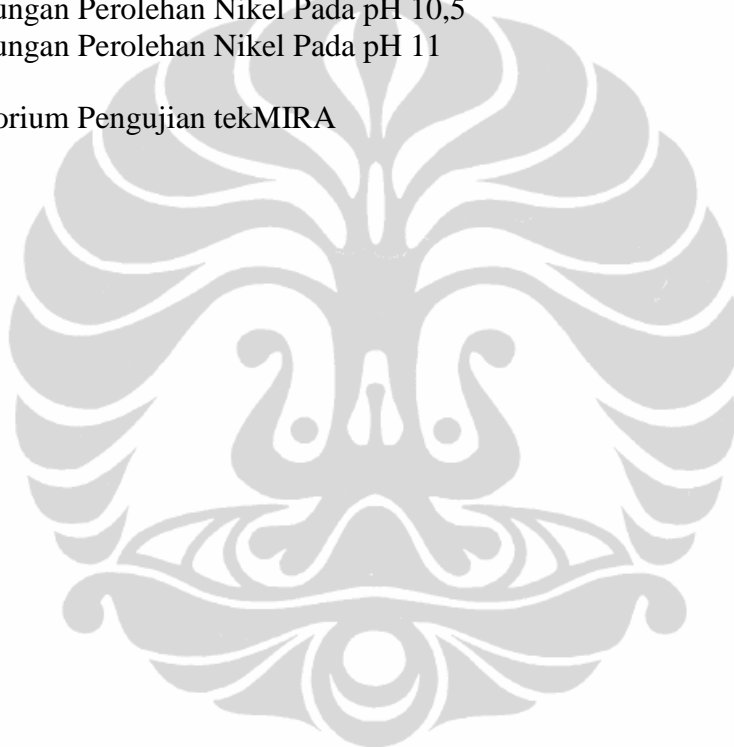 ungan Perolehan Nikel Pada pH 10,5
ungan Perolehan Nikel Pada pH 11
orium Pengujian tekMIRA